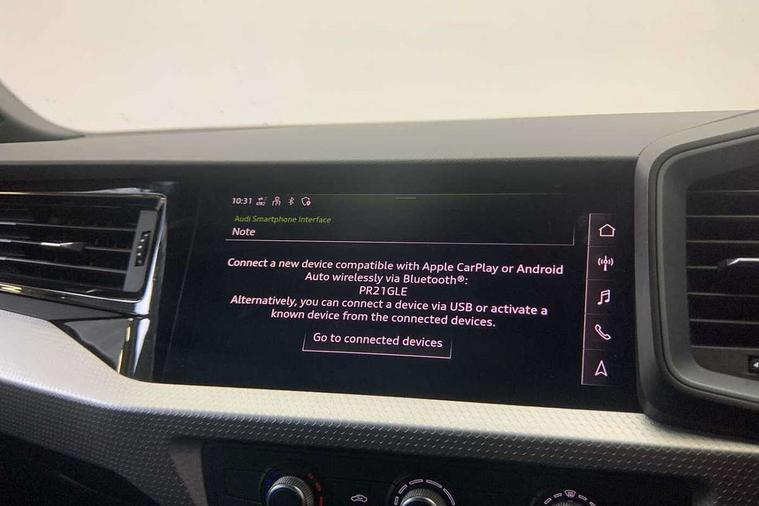 10:31
Audi Smartphone Interface
Note
Connect a new device compatible with Apple CarPlay or Android
Auto wirelessly via Bluetooth®:
PR21GLE
Alternatively, you can connect a device via USB or activate a
known device from the connected devices.
Go to connected devices